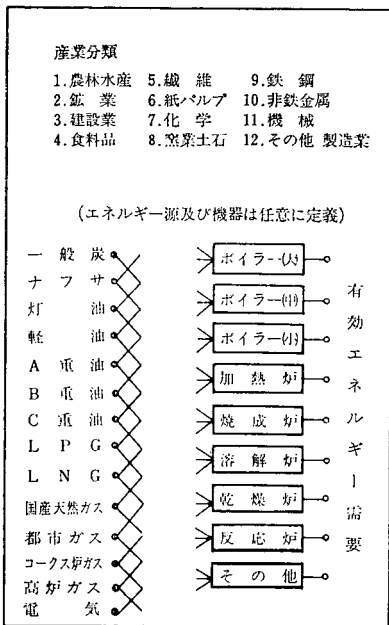 産業分類
1.農林水産 5.繊維 9.鉄鋼
2.鉱業 6.紙パルプ 10.非鉄金属
3.建設業 7.化学 11.機械
4.食料品 8.窯業土石 12.その他 製造業
(エネルギー源及び機器は任意に定義)
一般炭
ナフサ
灯油
軽油
A重油
B重油
C重油
LPG
LNG
国産天然ガス
都市ガス
コークス炉ガス
高炉ガス
電気
ボイラー(大)
ボイラー(中)
ボイラー(小)
加熱炉
焼成炉
溶解炉
乾燥炉
反応炉
その他
有効エネルギー需要